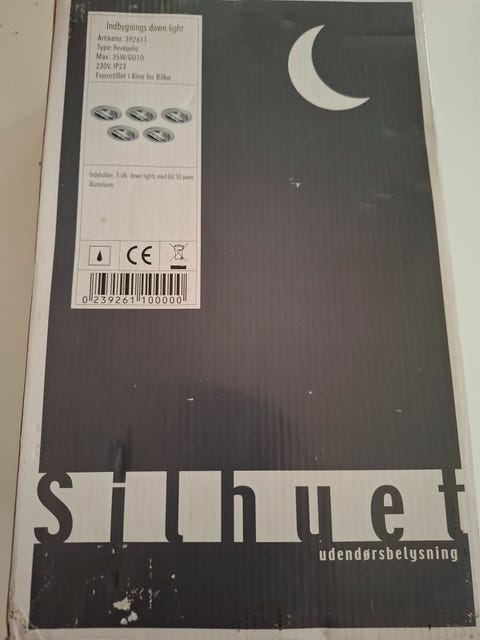 Indbygnings down light
Artikelnr. 392611
Type: Bevægelig
Max. 35W/GU10
230V. IP23
Fremstillet i Kina for Bilka
Indeholder. 5 stk. down lights med GU 10 pærer
Aluminium
CE
0 239261 100000
Silhuet
udendørsbelysning